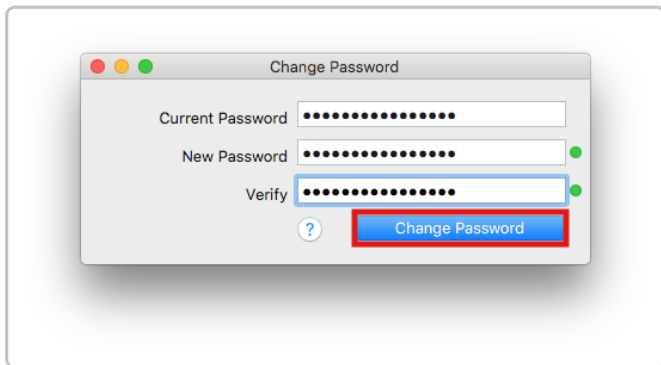 Change Password
Current Password ••••••••••••••••
New Password ••••••••••••••••
Verify ••••••••••••••••
? Change Password